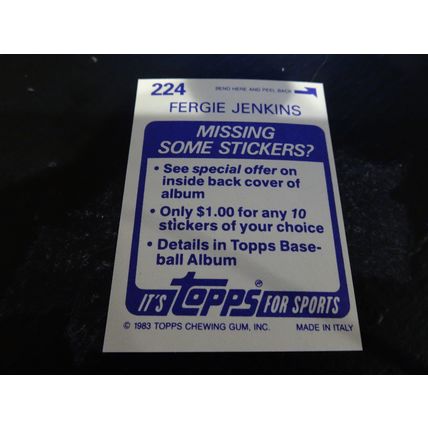 224 BEND HERE AND PEEL BACK
FERGIE JENKINS
MISSING
SOME STICKERS?
• See special offer on
inside back cover of
album
• Only $1.00 for any 10
stickers of your choice
• Details in Topps Base-
ball Album
IT'S Topps® FOR SPORTS
© 1983 TOPPS CHEWING GUM, INC. MADE IN ITALY